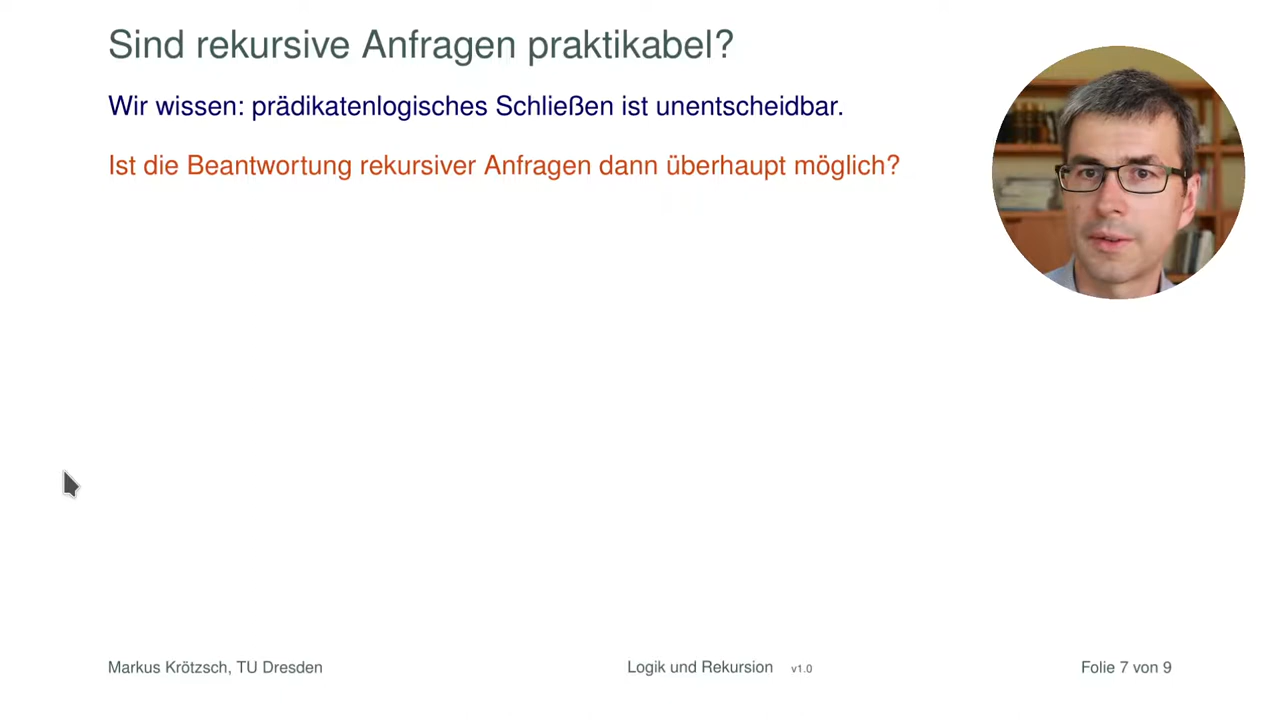 Sind rekursive Anfragen praktikabel?
Wir wissen: prädikatenlogisches Schließen ist unentscheidbar.
Ist die Beantwortung rekursiver Anfragen dann überhaupt möglich?
Markus Krötzsch, TU Dresden
Logik und Rekursion v1.0
Folie 7 von 9